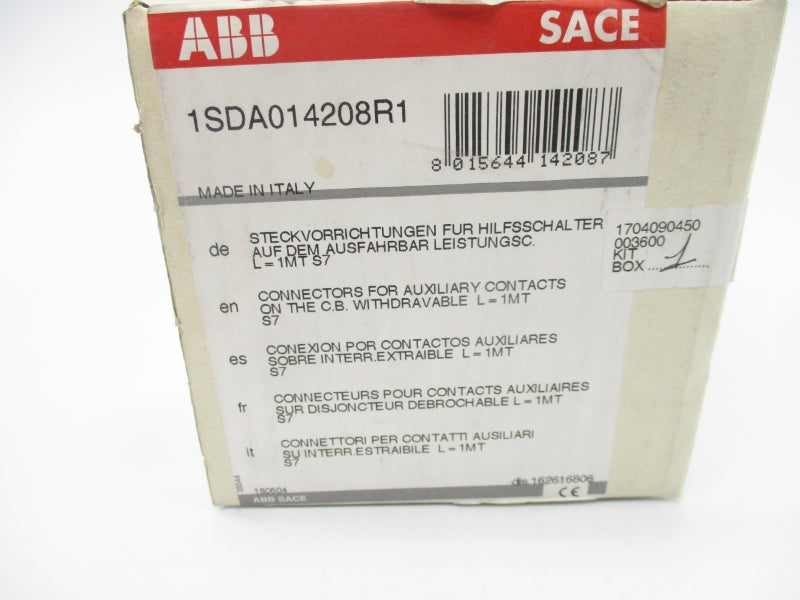 ABB SACE
1SDA014208R1
8 015644 142087
MADE IN ITALY
de STECKVORRICHTUNGEN FUR HILFSSCHALTER
AUF DEM AUSFAHRBAR LEISTUNGSC.
L=1MT S7
en CONNECTORS FOR AUXILIARY CONTACTS
ON THE C.B. WITHDRAVABLE L=1MT
S7
es CONEXION POR CONTACTOS AUXILIARES
SOBRE INTERR.EXTRAIBLE L=1MT
S7
fr CONNECTEURS POUR CONTACTS AUXILIAIRES
SUR DISJONCTEUR DEBROCHABLE L=1MT
S7
it CONNETTORI PER CONTATTI AUSILIARI
SU INTERR.ESTRAIBILE L=1MT
S7
1704090450
003600
KIT
BOX ........ 1
180604
dis.162616806
ABB SACE
CE